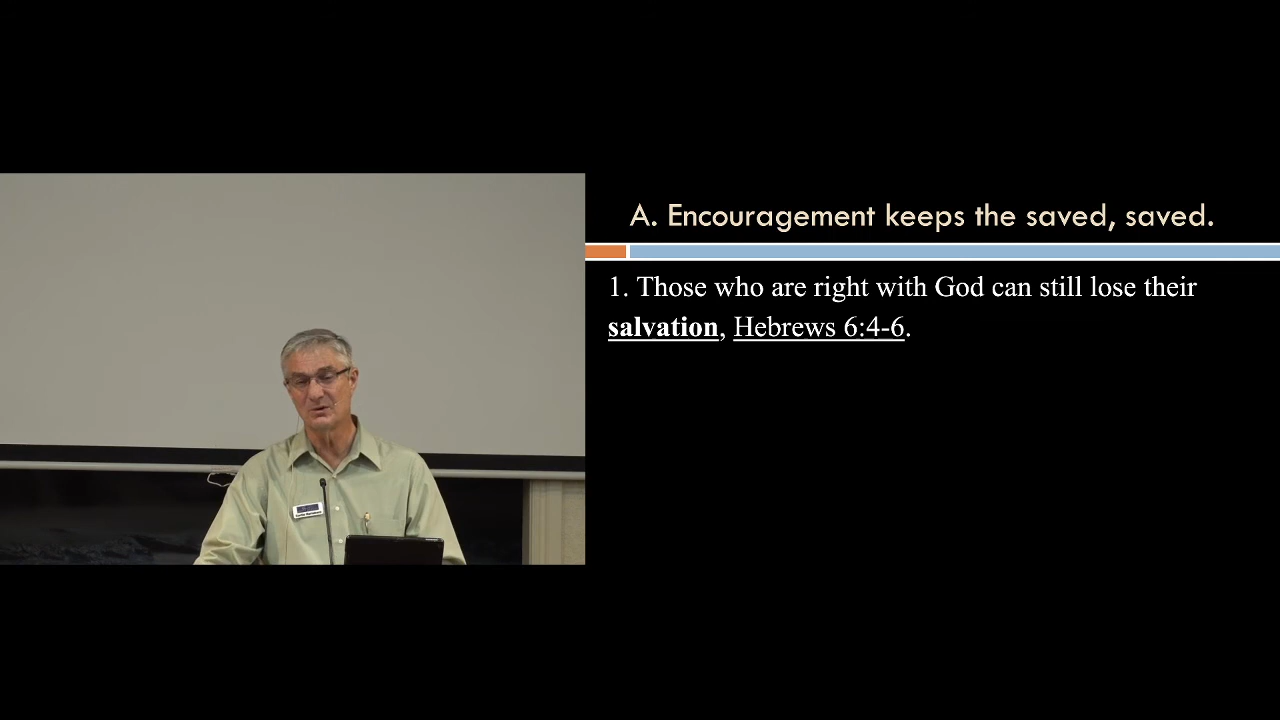 A. Encouragement keeps the saved, saved.
1. Those who are right with God can still lose their
salvation, Hebrews 6:4-6.